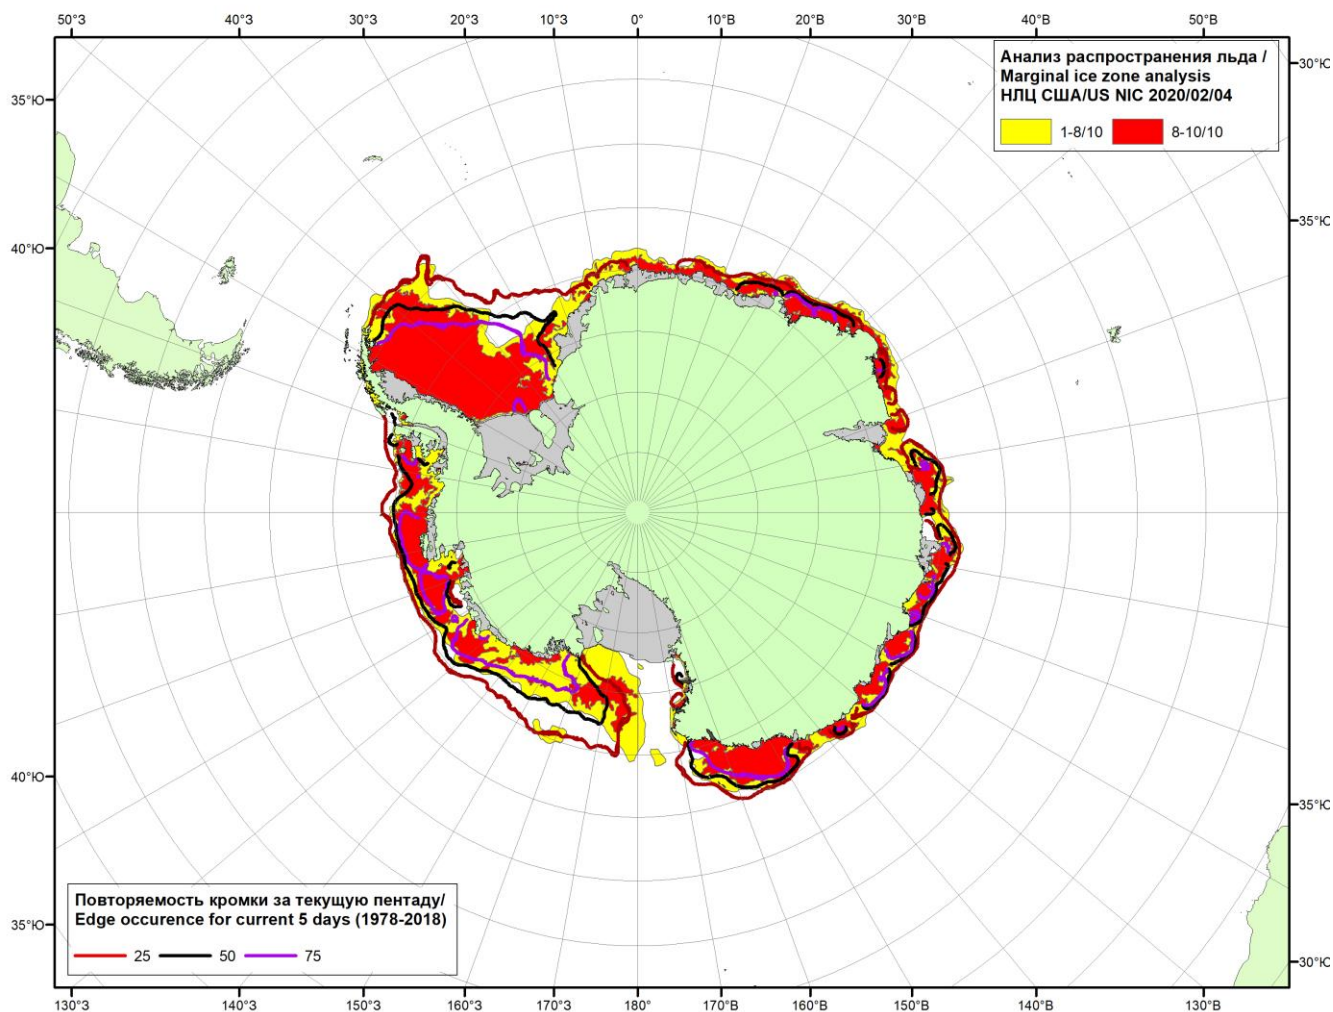 50°З 40°З 30°З 20°З 10°З 0° 10°В 20°В 30°В 40°В 50°В
Анализ распространения льда /
Marginal ice zone analysis
НЛЦ США/US NIC 2020/02/04
1-8/10 8-10/10
30°Ю
35°Ю
35°Ю
40°Ю
40°Ю
35°Ю
Повторяемость кромки за текущую пентаду/
Edge occurence for current 5 days (1978-2018)
25 50 75
35°Ю
30°Ю
130°З 140°З 150°З 160°З 170°З 180° 170°В 160°В 150°В 140°В 130°В